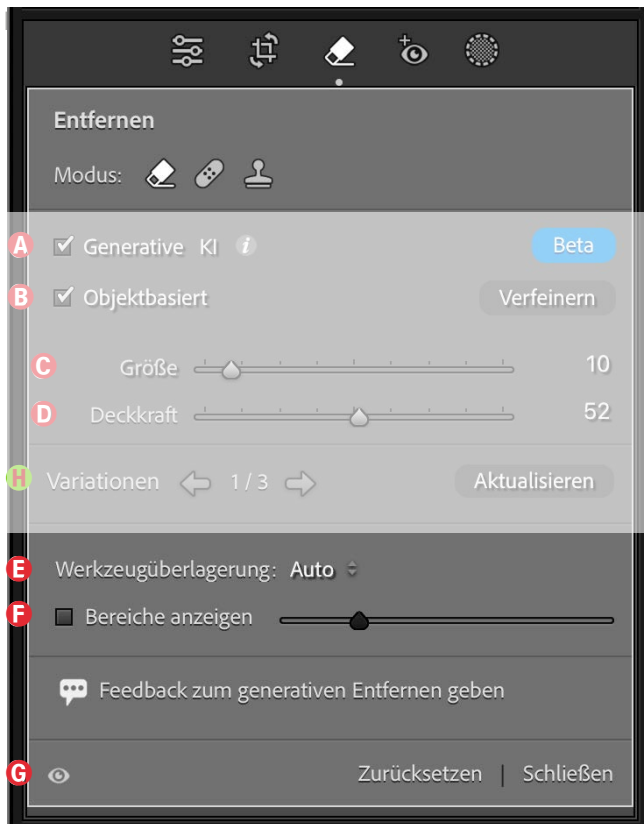 Entfernen
Modus:
A Generative KI i Beta
B Objektbasiert Verfeinern
C Größe 10
D Deckkraft 52
H Variationen 1 / 3 Aktualisieren
E Werkzeugüberlagerung: Auto
F Bereiche anzeigen
Feedback zum generativen Entfernen geben
G Zurücksetzen | Schließen